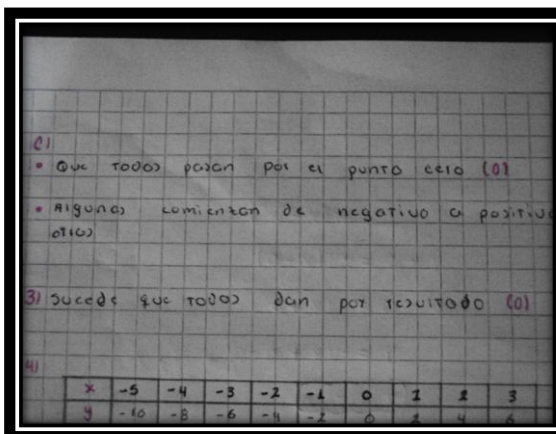 C)
• Que todos pasan por el punto cero (0)
• Algunas comienzan de negativo a positivo
otros
3) Sucede que todos dan por resultado (0)
4)
x -5 -4 -3 -2 -1 0 1 2 3
y -10 -8 -6 -4 -2 0 2 4 6